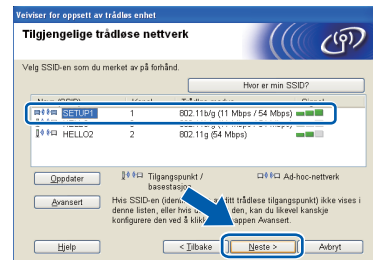 Veiviser for oppsett av trådløs enhet
Tilgjengelige trådløse nettverk
Velg SSID-en som du merket av på forhånd.
Hvor er min SSID?
SETUP1 1 802.11b/g (11 Mbps / 54 Mbps)
HELLO2 2 802.11g (54 Mbps)
Oppdater
Tilgangspunkt / basestasjon
Ad-hoc-nettverk
Avansert
Hvis SSID-en ditt trådløse tilgangspunkt) ikke vises i
denne listen, eller hvis den, kan du likevel kanskje
konfigurere den ved å Avansert.
Hjelp
< Tilbake
Neste >
Avbryt